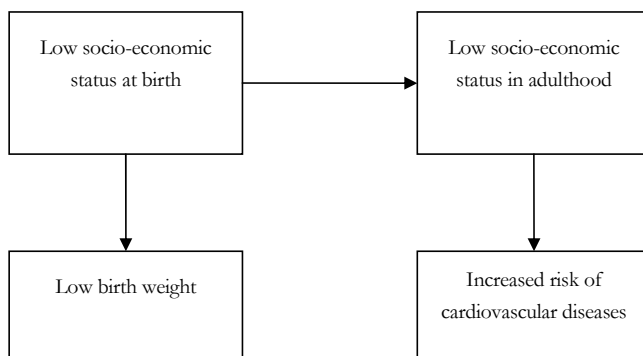 Low socio-economic
status at birth
Low socio-economic
status in adulthood
Low birth weight
Increased risk of
cardiovascular diseases